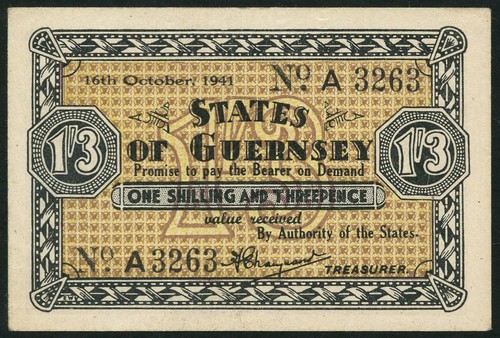 16th October, 1941
No. A 3263
STATES
OF GUERNSEY
1'3
1'3
Promise to pay the Bearer on Demand
ONE SHILLING AND THREEPENCE
value received
By Authority of the States.
No. A 3263
TREASURER.